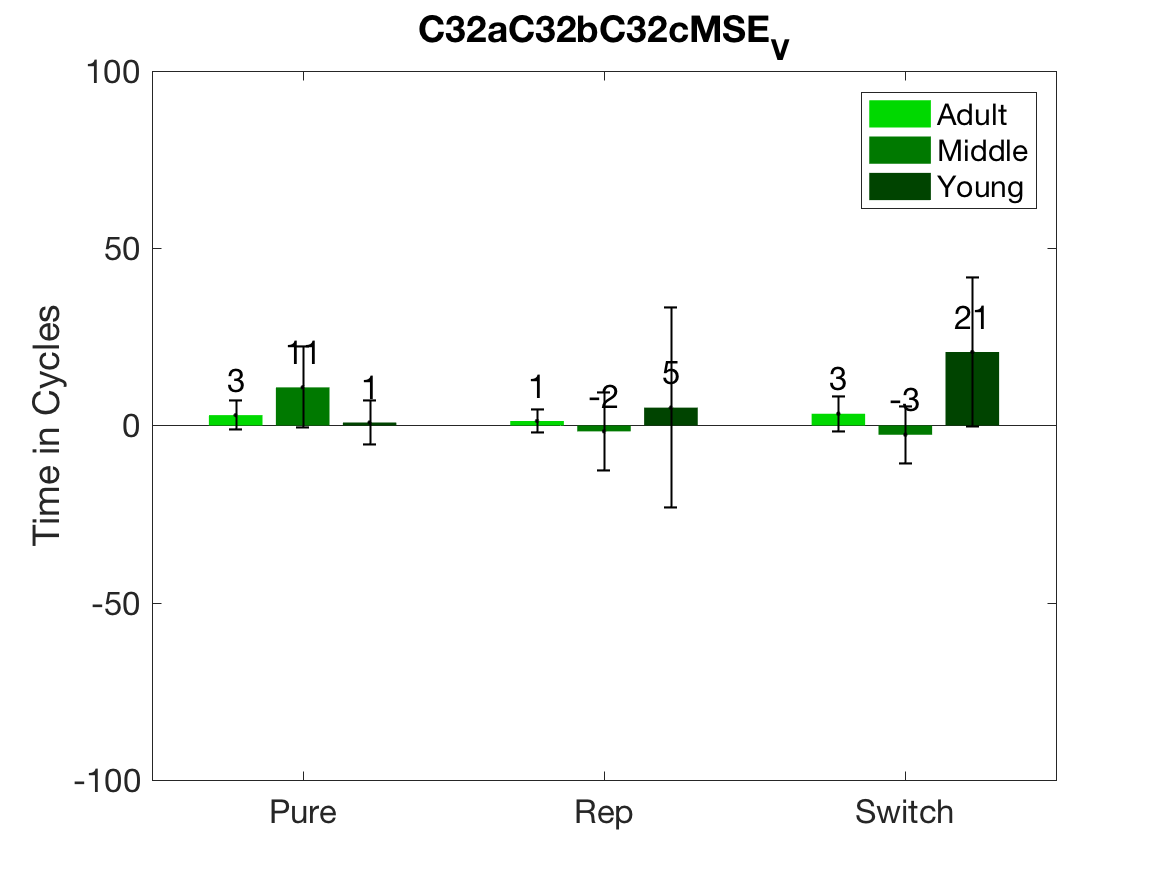 C32aC32bC32cMSEV
100
50
0
-50
-100
Time in Cycles
Adult
Middle
Young
3
11
1
1
-2
5
3
-3
21
Pure
Rep
Switch